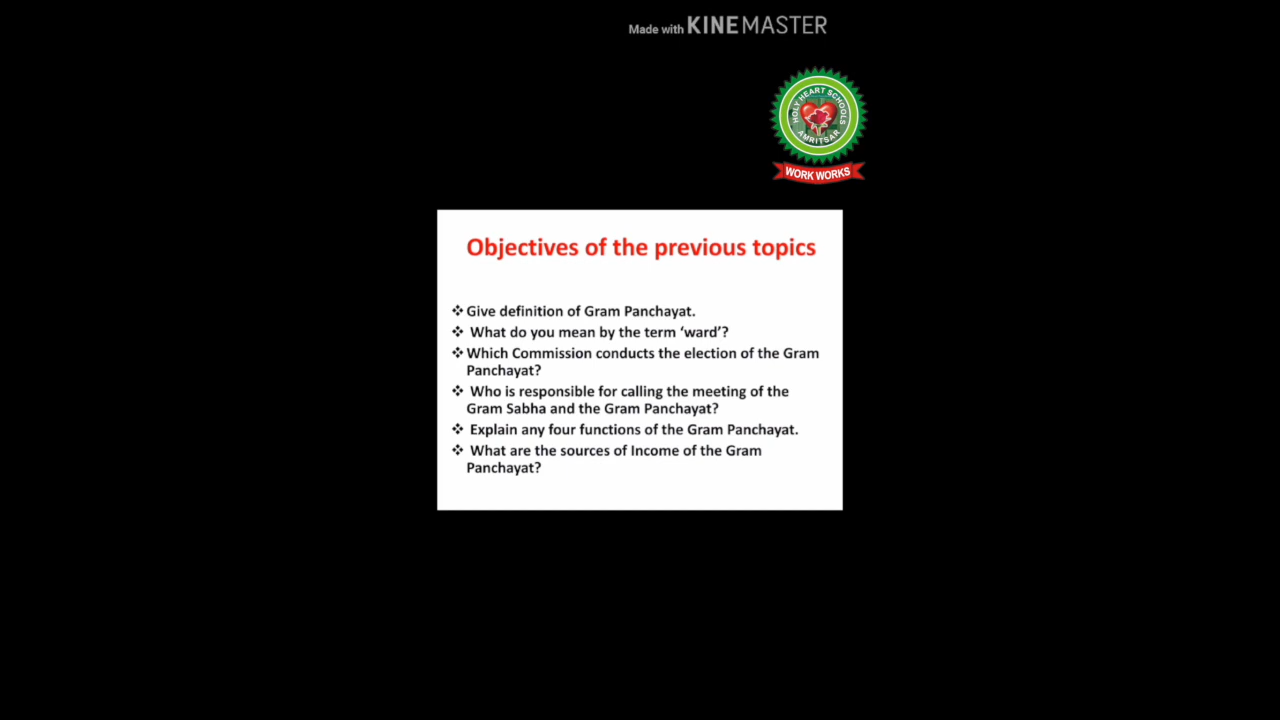 Made with KINEMASTER
HOLY HEART SCHOOLS
AMRITSAR
WORK WORKS
Objectives of the previous topics
❖ Give definition of Gram Panchayat.
❖ What do you mean by the term ‘ward’?
❖ Which Commission conducts the election of the Gram
Panchayat?
❖ Who is responsible for calling the meeting of the
Gram Sabha and the Gram Panchayat?
❖ Explain any four functions of the Gram Panchayat.
❖ What are the sources of Income of the Gram
Panchayat?